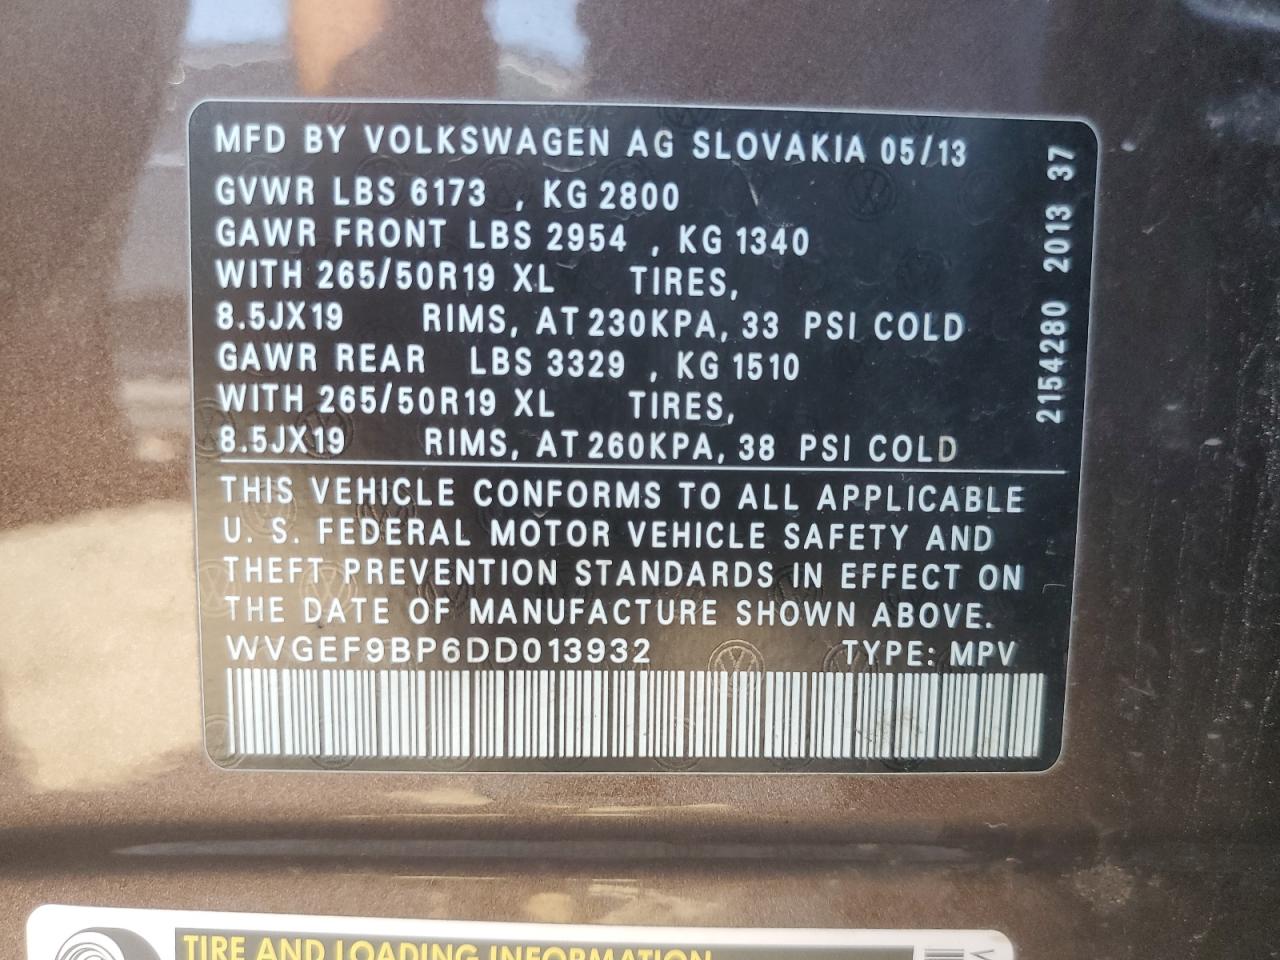 MFD BY VOLKSWAGEN AG SLOVAKIA 05/13
GVWR LBS 6173 , KG 2800
GAWR FRONT LBS 2954 , KG 1340
WITH 265/50R19 XL TIRES,
8.5JX19 RIMS, AT 230KPA, 33 PSI COLD
GAWR REAR LBS 3329 , KG 1510
WITH 265/50R19 XL TIRES,
8.5JX19 RIMS, AT 260KPA, 38 PSI COLD
2154280 2013 37
THIS VEHICLE CONFORMS TO ALL APPLICABLE
U. S. FEDERAL MOTOR VEHICLE SAFETY AND
THEFT PREVENTION STANDARDS IN EFFECT ON
THE DATE OF MANUFACTURE SHOWN ABOVE.
WVGEF9BP6DD013932 TYPE: MPV
TIRE AND LOADING INFORMATION